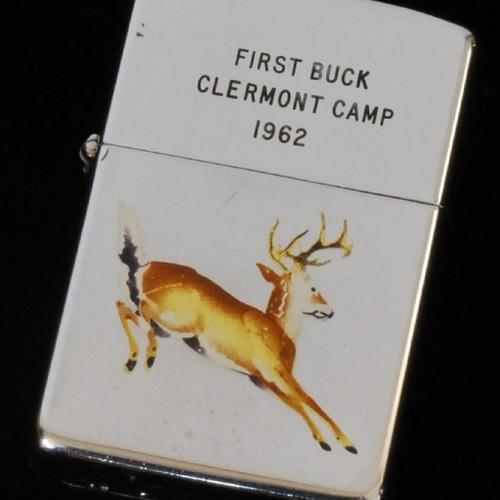 FIRST BUCK
CLERMONT CAMP
1962